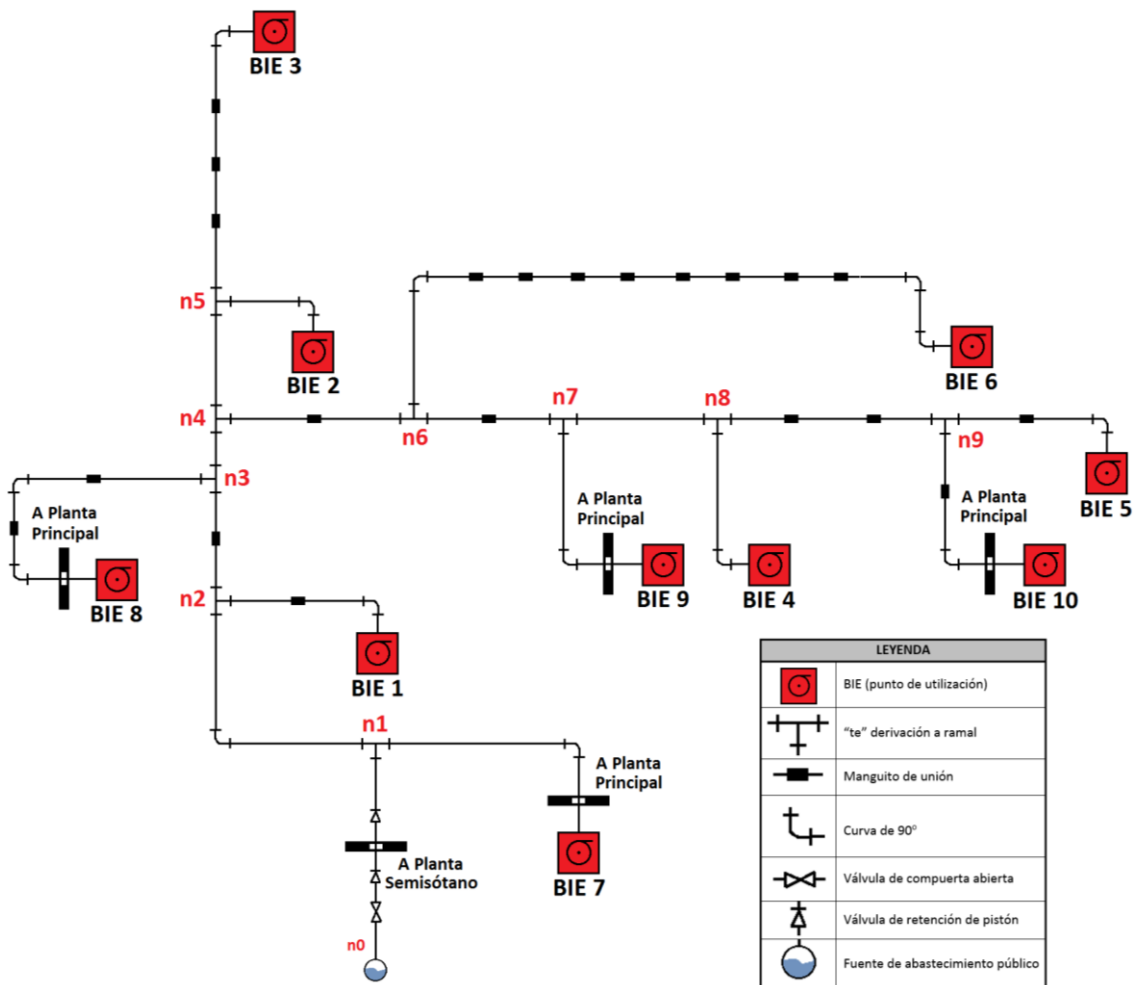 BIE 3
n5
BIE 2
BIE 6
n4
n6
n7
n8
n9
n3
A Planta
Principal
BIE 8
A Planta
Principal
BIE 9
BIE 4
A Planta
Principal
BIE 10
BIE 5
n2
BIE 1
n1
A Planta
Principal
BIE 7
A Planta
Semisótano
n0
LEYENDA
BIE (punto de utilización)
“te” derivación a ramal
Manguito de unión
Curva de 90º
Válvula de compuerta abierta
Válvula de retención de pistón
Fuente de abastecimiento público